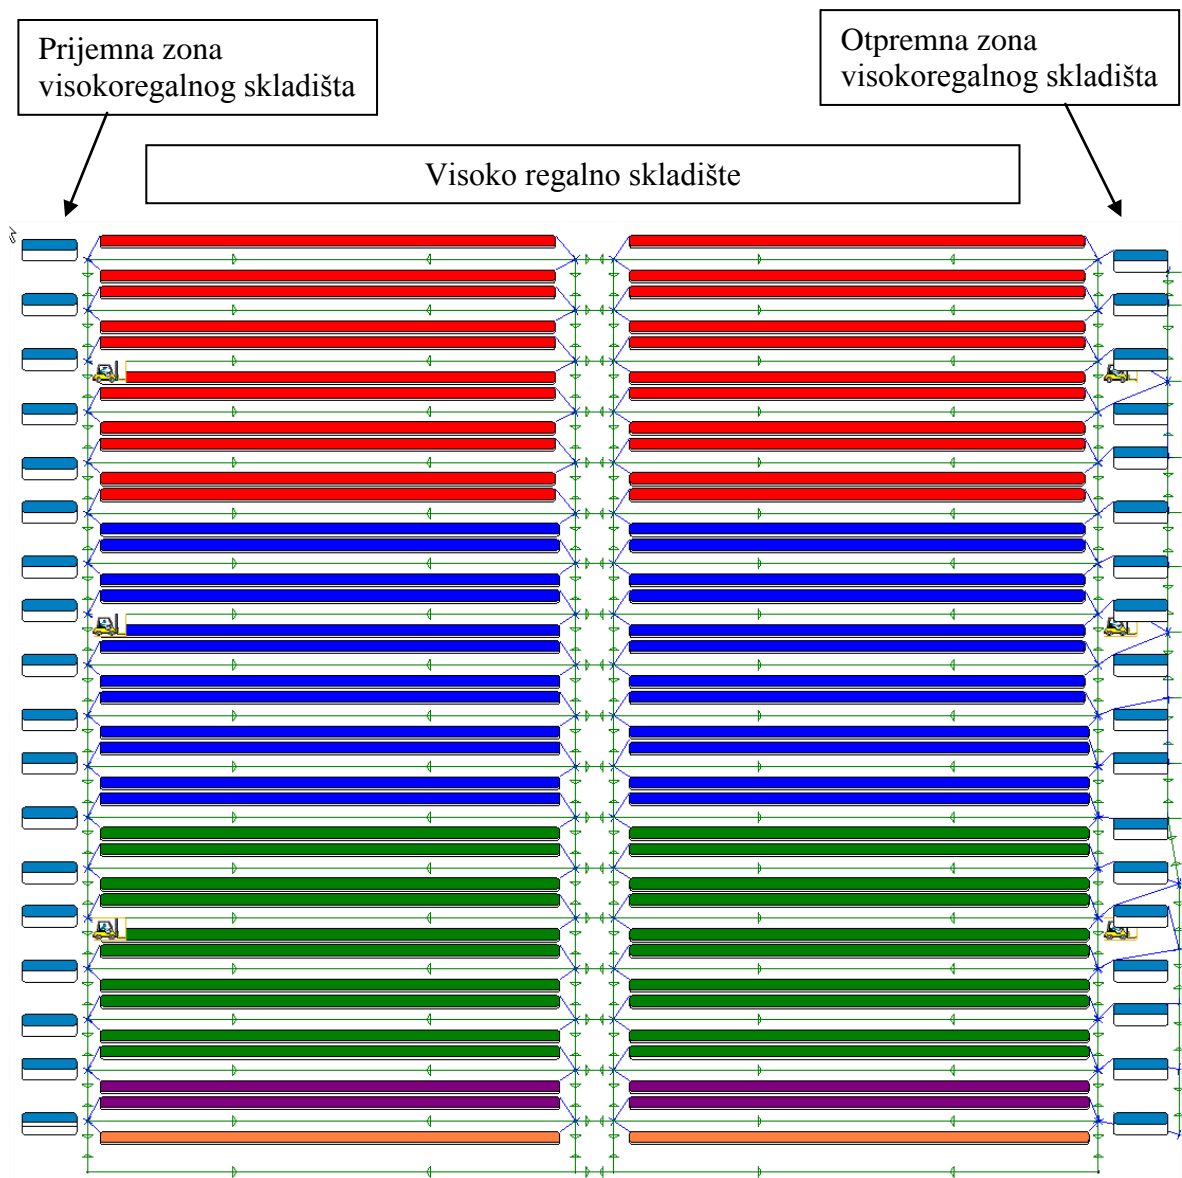 Prijemna zona
visokoregalnog skladišta
Otpremna zona
visokoregalnog skladišta
Visoko regalno skladište